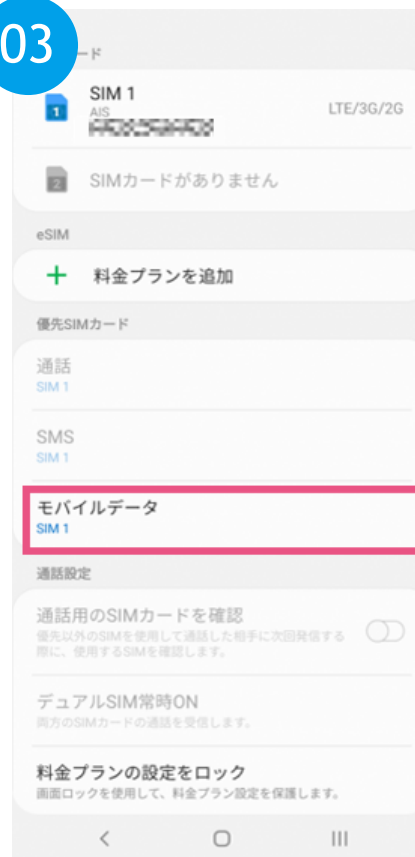 03
ード
SIM 1
AIS
LTE/3G/2G
1
2
SIMカードがありません
eSIM
料金プランを追加
優先SIMカード
通話
SIM 1
SMS
SIM 1
モバイルデータ
SIM 1
通話設定
通話用のSIMカードを確認
優先以外のSIMを使用して通話した相手に次回発信する
際に、使用するSIMを確認します。
デュアルSIM常時ON
両方のSIMカードの通話を受信します。
料金プランの設定をロック
画面ロックを使用して、料金プラン設定を保護します。